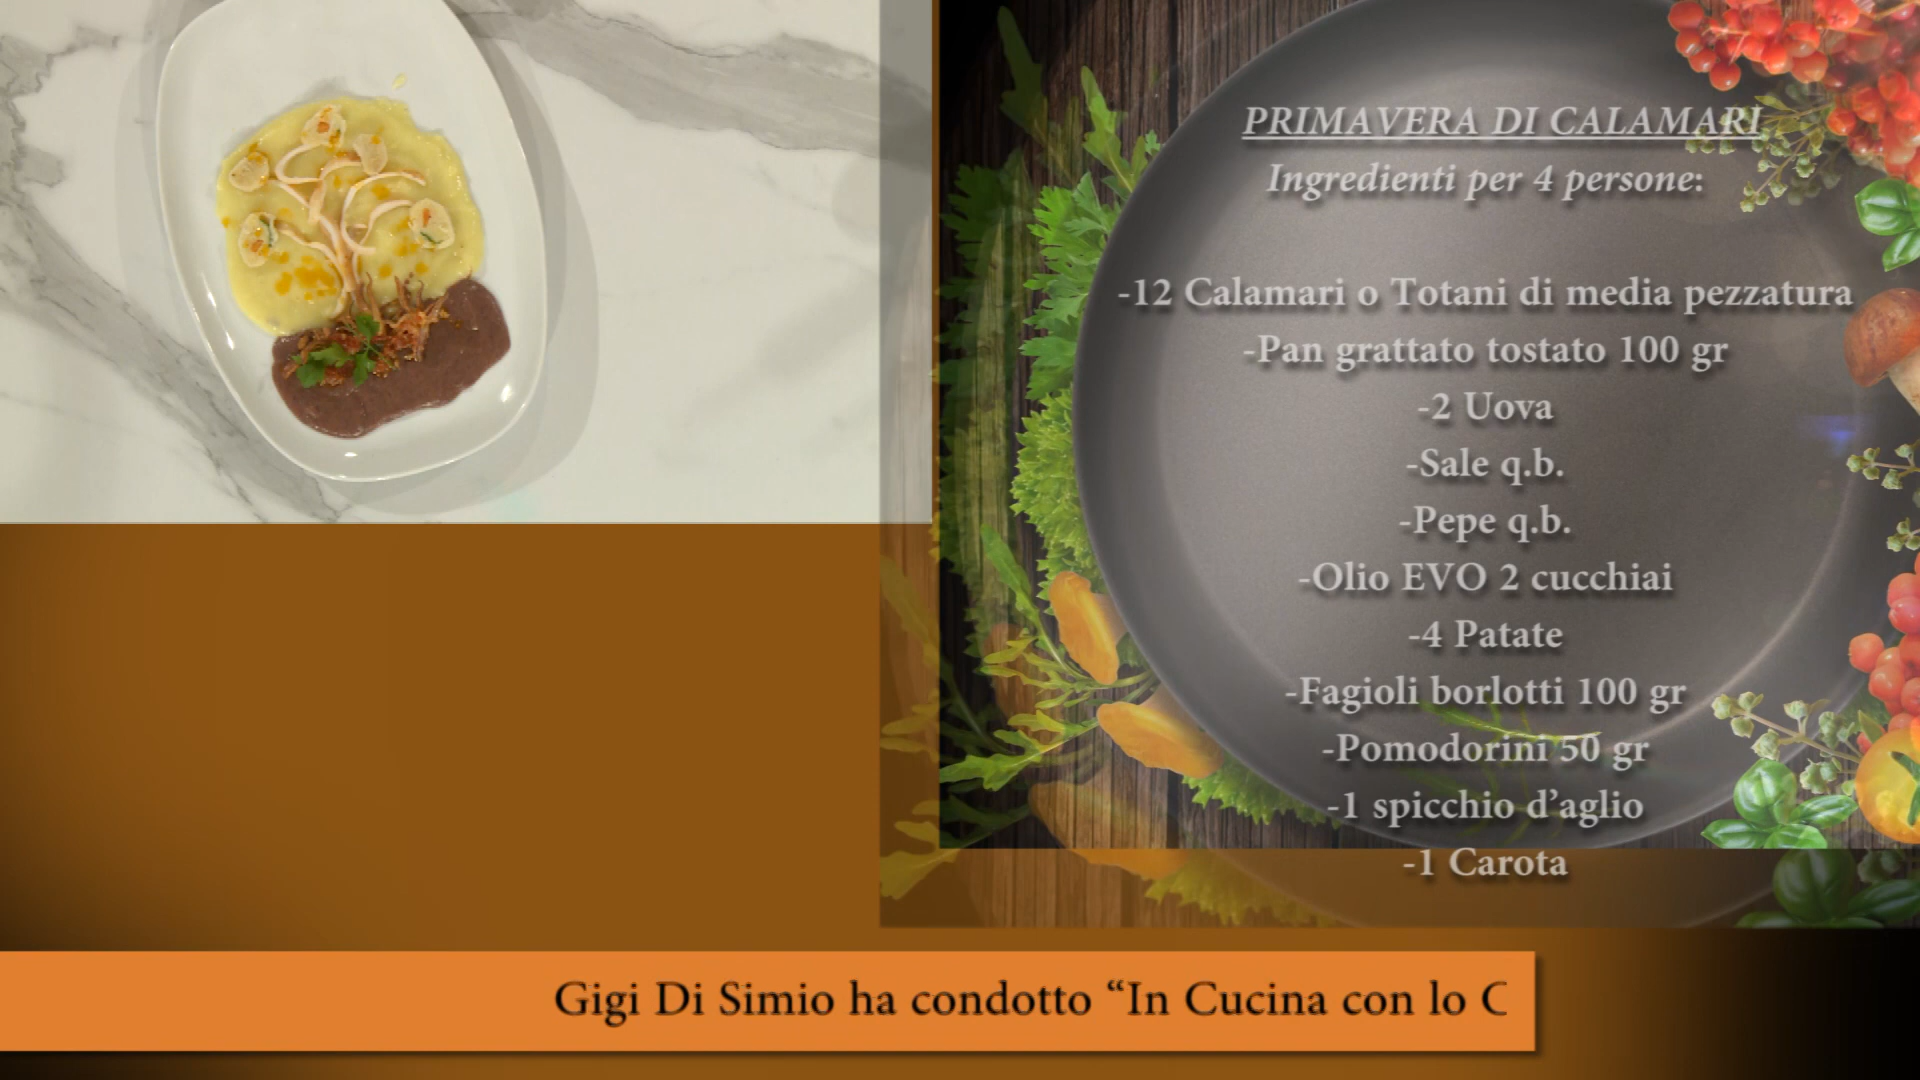 PRIMAVERA DI CALAMARI
Ingredienti per 4 persone:
-12 Calamari o Totani di media pezzatura
-Pan grattato tostato 100 gr
-2 Uova
-Sale q.b.
-Pepe q.b.
-Olio EVO 2 cucchiai
-4 Patate
-Fagioli borlotti 100 gr
-Pomodorini 50 gr
-1 spicchio d’aglio
-1 Carota
Gigi Di Simio ha condotto “In Cucina con lo C